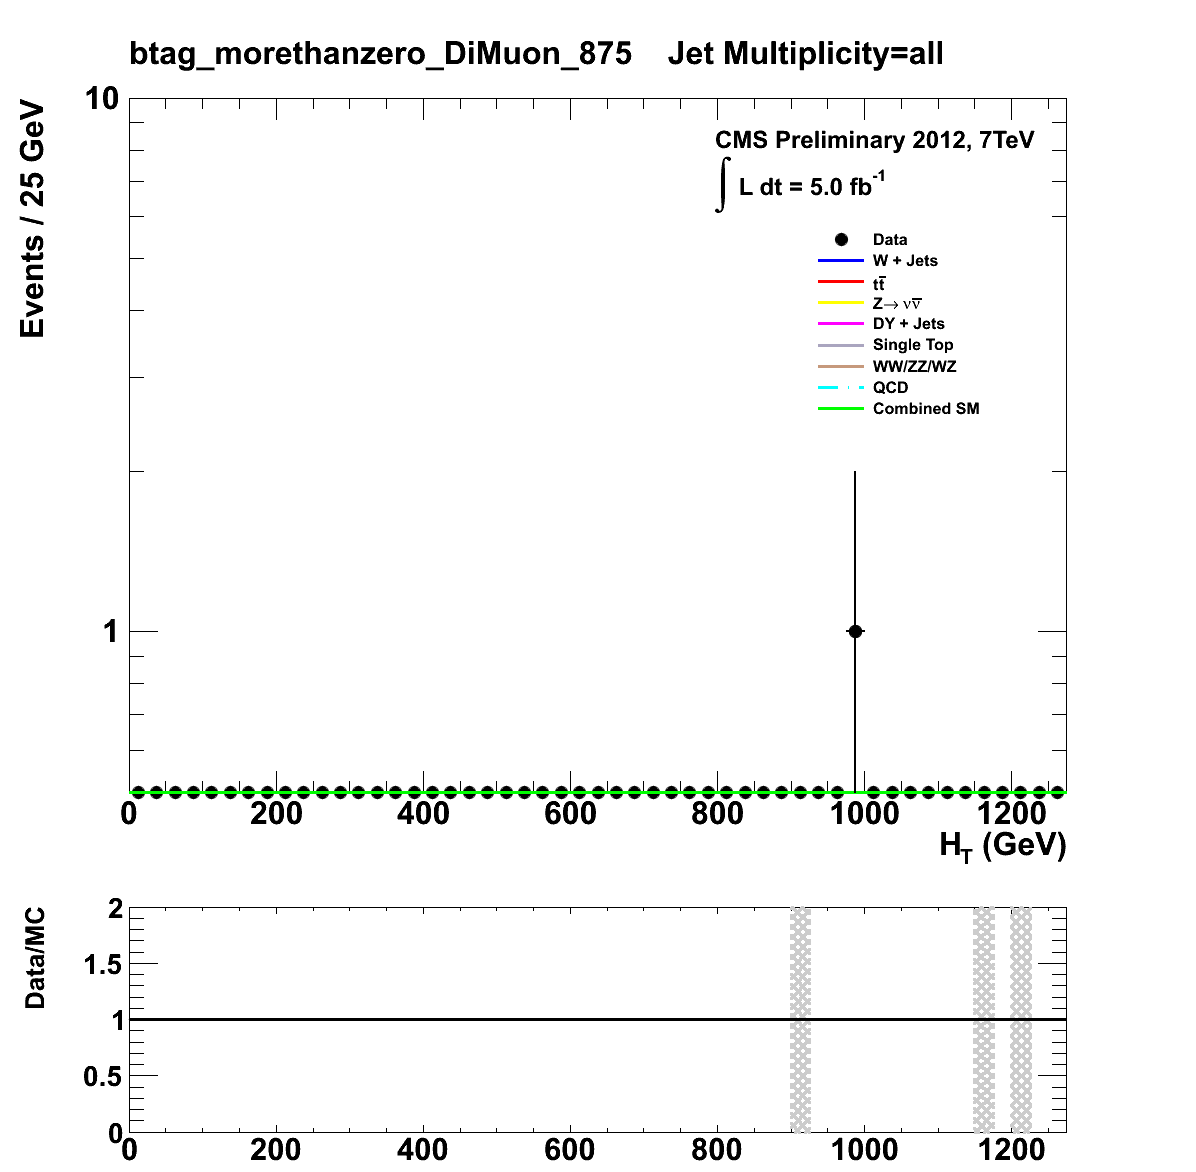 btag_morethanzero_DiMuon_875 Jet Multiplicity=all
Events / 25 GeV
10
1
CMS Preliminary 2012, 7TeV
∫ L dt = 5.0 fb⁻¹
Data
W + Jets
tt̅
Z→ νν̅
DY + Jets
Single Top
WW/ZZ/WZ
QCD
Combined SM
0 200 400 600 800 1000 1200
H_T (GeV)
Data/MC
2
1.5
1
0.5
0
0 200 400 600 800 1000 1200